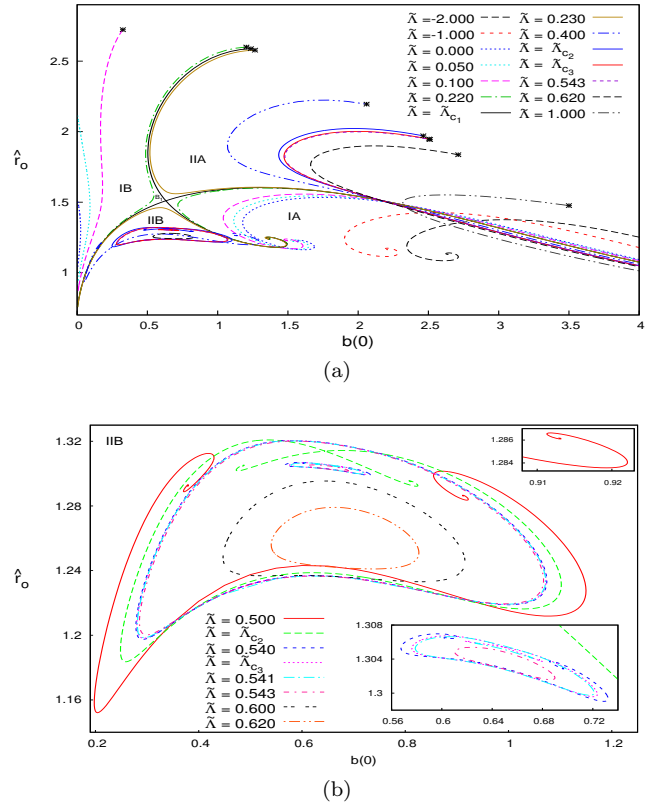 Λ̃ = -2.000 Λ̃ = 0.230
Λ̃ = -1.000 Λ̃ = 0.400
Λ̃ = 0.000 Λ̃ = Λ̃c₂
Λ̃ = 0.050 Λ̃ = Λ̃c₃
Λ̃ = 0.100 Λ̃ = 0.543
Λ̃ = 0.220 Λ̃ = 0.620
Λ̃ = Λ̃c₁ Λ̃ = 1.000
2.5
2
1.5
1
r̂o
IIA
IB
IIB
IA
0 0.5 1 1.5 2 2.5 3 3.5 4
b(0)
(a)
IIB
1.32
1.28
1.24
1.2
1.16
r̂o
1.286
1.284
0.91 0.92
Λ̃ = 0.500
Λ̃ = Λ̃c₂
Λ̃ = 0.540
Λ̃ = Λ̃c₃
Λ̃ = 0.541
Λ̃ = 0.543
Λ̃ = 0.600
Λ̃ = 0.620
1.308
1.304
1.3
0.56 0.6 0.64 0.68 0.72
0.2 0.4 0.6 0.8 1 1.2
b(0)
(b)